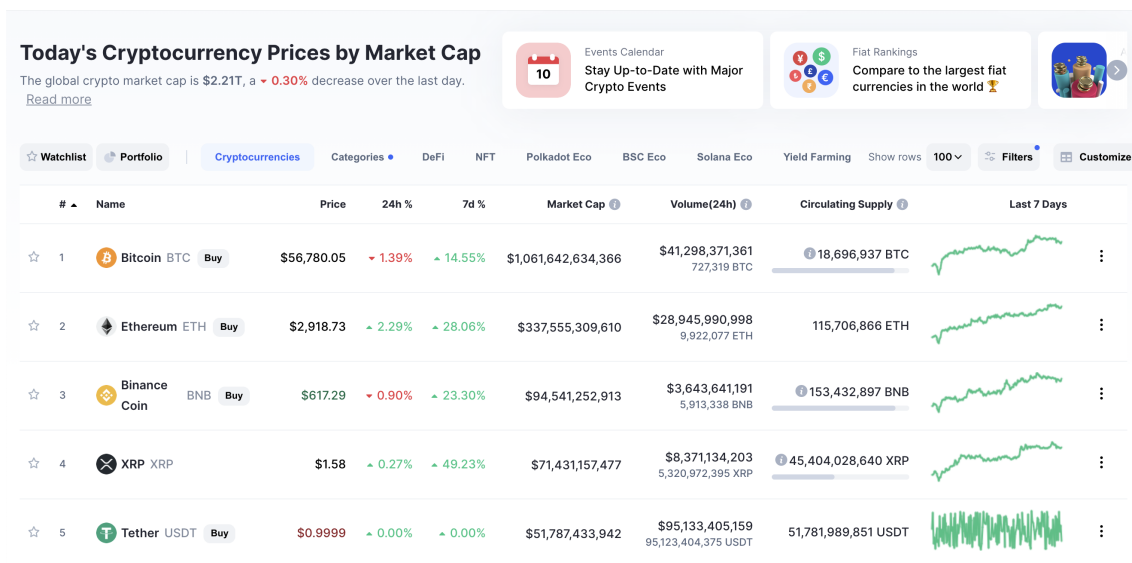 Today's Cryptocurrency Prices by Market Cap
The global crypto market cap is $2.21T, a 0.30% decrease over the last day.
Read more
10
Events Calendar
Stay Up-to-Date with Major
Crypto Events
Fiat Rankings
Compare to the largest fiat
currencies in the world 🏆
Watchlist Portfolio Cryptocurrencies Categories DeFi NFT Polkadot Eco BSC Eco Solana Eco Yield Farming Show rows 100 Filters Customize
# Name Price 24h % 7d % Market Cap Volume(24h) Circulating Supply Last 7 Days
1 Bitcoin BTC Buy $56,780.05 1.39% 14.55% $1,061,642,634,366 $41,298,371,361 18,696,937 BTC
727,319 BTC
2 Ethereum ETH Buy $2,918.73 2.29% 28.06% $337,555,309,610 $28,945,990,998 115,706,866 ETH
9,922,077 ETH
3 Binance Coin BNB Buy $617.29 0.90% 23.30% $94,541,252,913 $3,643,641,191 153,432,897 BNB
5,913,338 BNB
4 XRP XRP $1.58 0.27% 49.23% $71,431,157,477 $8,371,134,203 45,404,028,640 XRP
5,320,972,395 XRP
5 Tether USDT Buy $0.9999 0.00% 0.00% $51,787,433,942 $95,133,405,159 51,781,989,851 USDT
95,123,404,375 USDT